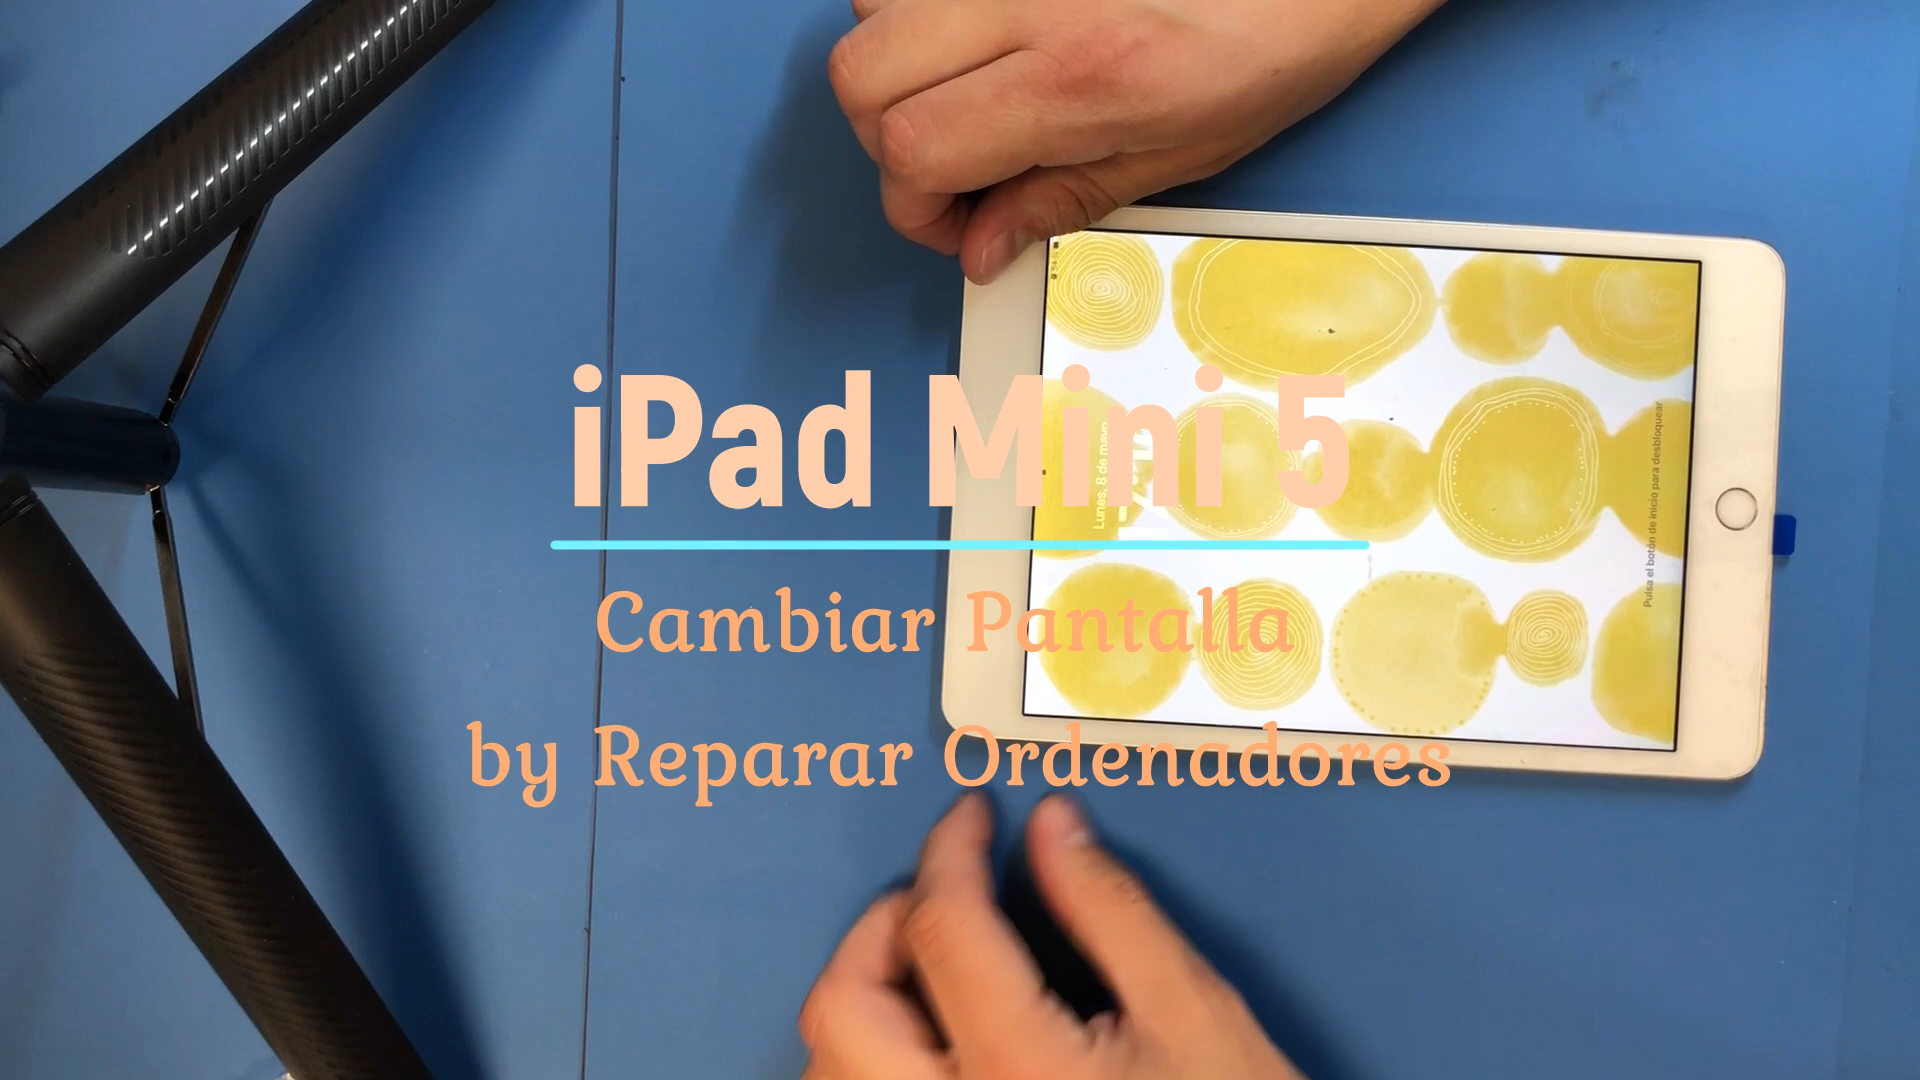 iPad Mini 5
Cambiar Pantalla
by Reparar Ordenadores
Lunes, 8 de mayo
Pulsa el botón de inicio para desbloquear